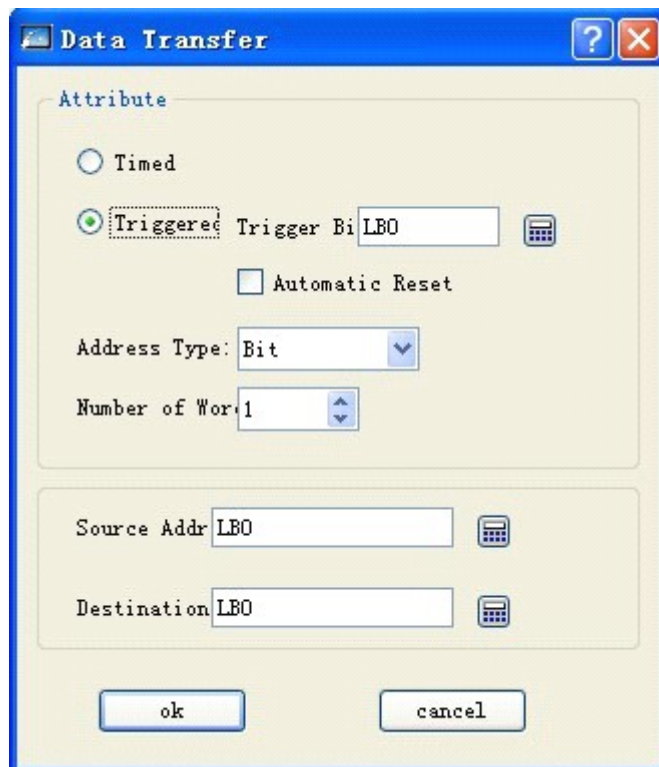 Data Transfer
Attribute
Timed
Triggered Trigger Bi LB0
Automatic Reset
Address Type: Bit
Number of Wor 1
Source Addr LB0
Destination LB0
ok cancel